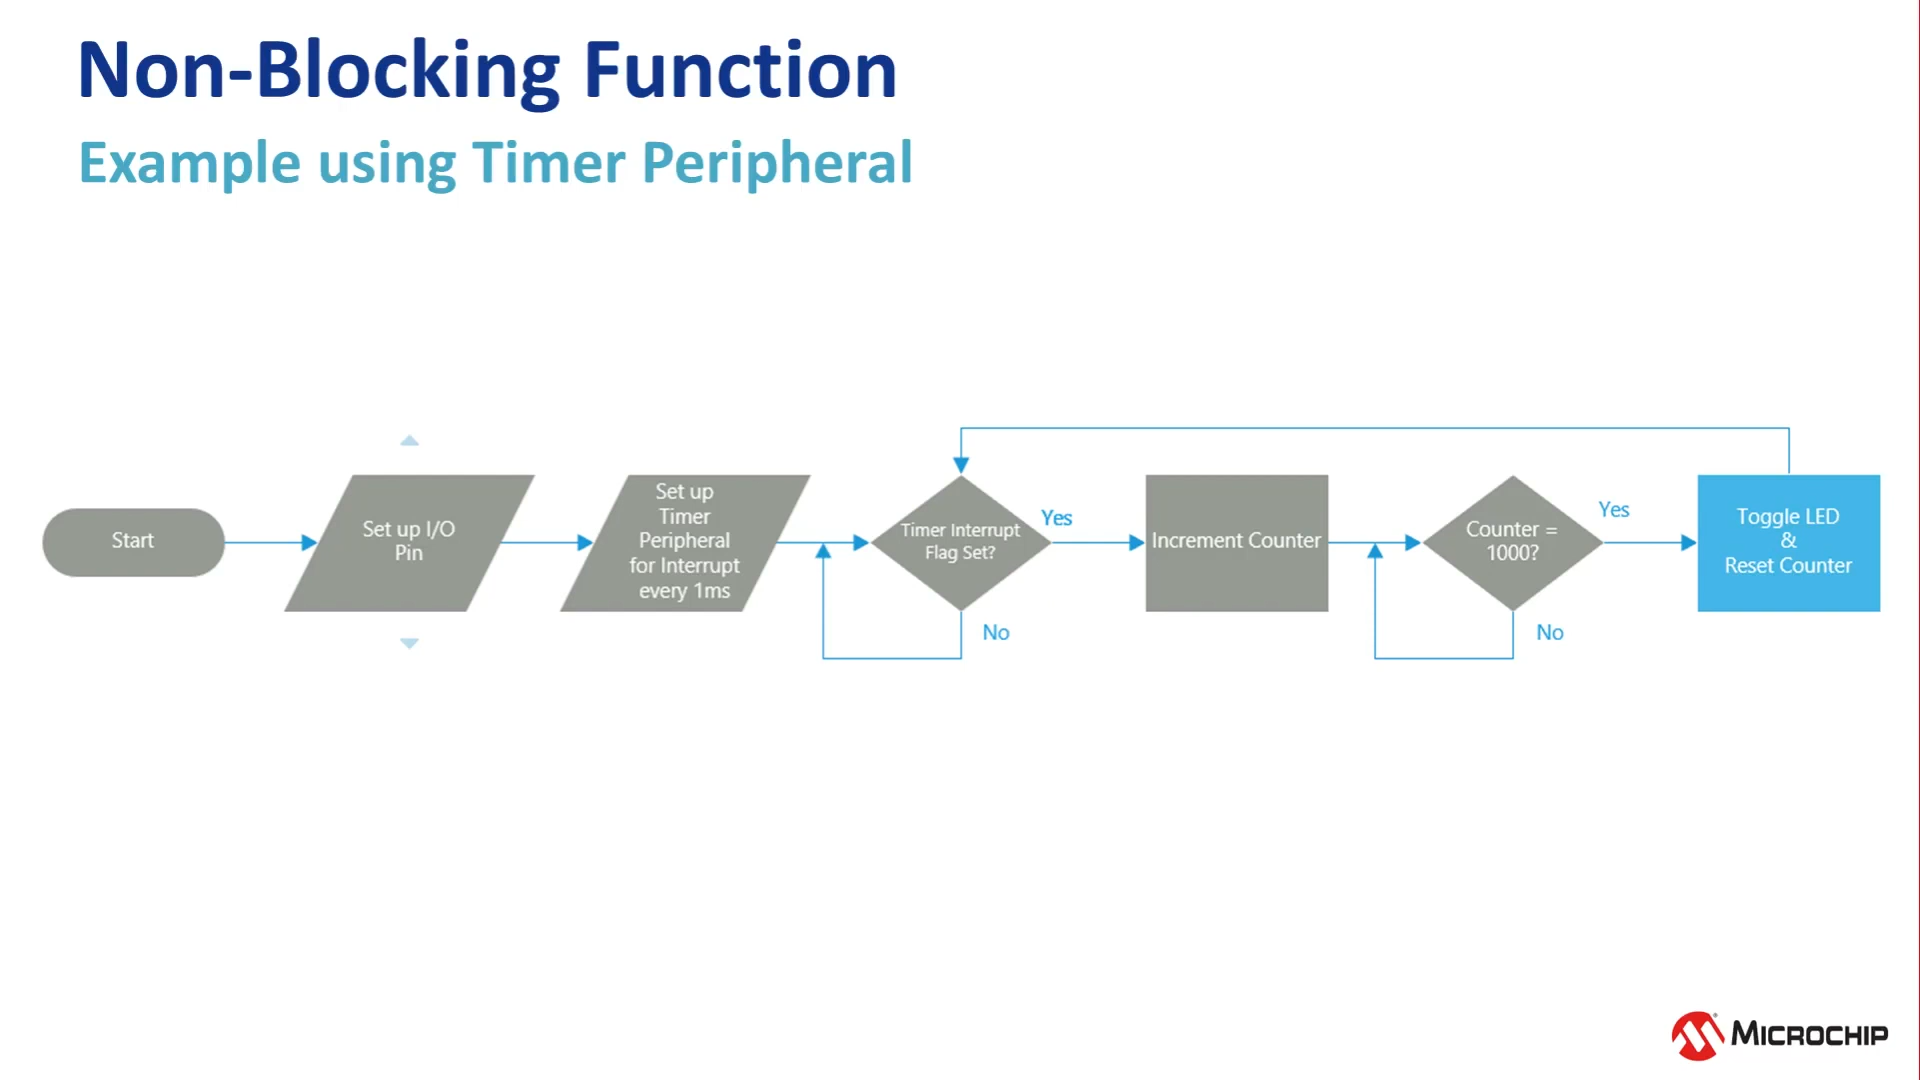 Non-Blocking Function
Example using Timer Peripheral
Start
Set up I/O
Pin
Set up
Timer
Peripheral
for Interrupt
every 1ms
Timer Interrupt
Flag Set?
Yes
No
Increment Counter
Counter =
1000?
Yes
No
Toggle LED
&
Reset Counter
MICROCHIP